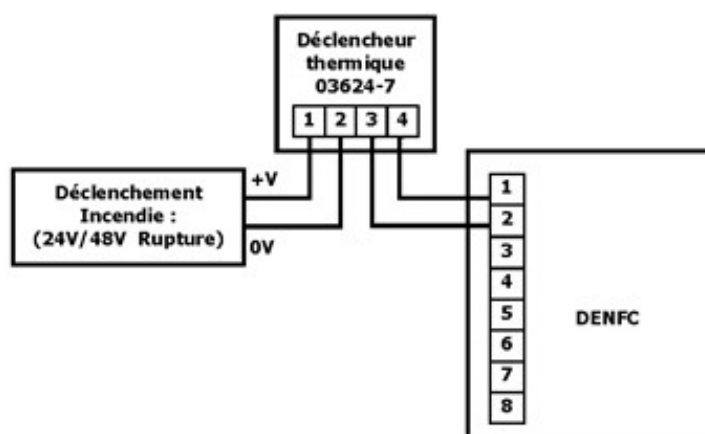 Déclencheur
thermique
03624-7
1 2 3 4
Déclenchement
Incendie :
(24V/48V Rupture)
+V
0V
1
2
3
4
5
6
7
8
DENFC